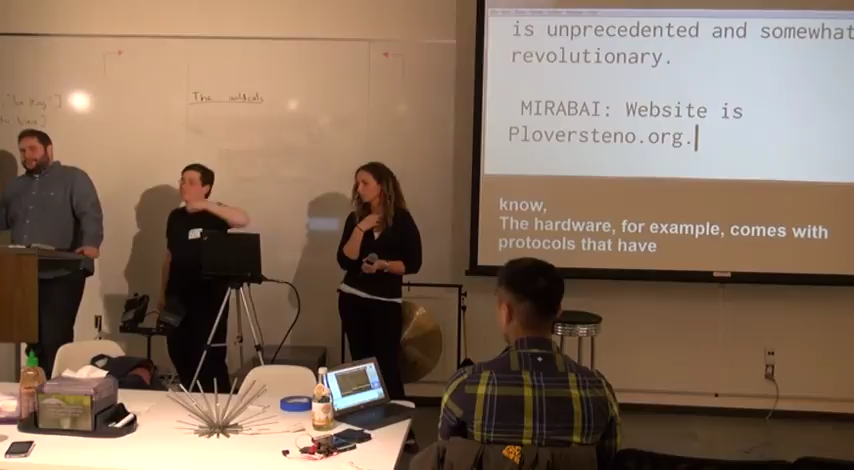 is unprecedented and somewhat
revolutionary.
MIRABAI: Website is
Ploversteno.org.
know,
The hardware, for example, comes with
protocols that have
The wildcats